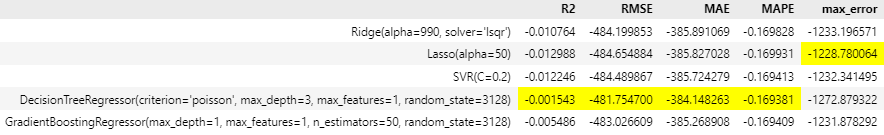 R2 RMSE MAE MAPE max_error
Ridge(alpha=990, solver='lsqr') -0.010764 -484.199853 -385.891069 -0.169828 -1233.196571
Lasso(alpha=50) -0.012988 -484.654884 -385.827028 -0.169931 -1228.780064
SVR(C=0.2) -0.012246 -484.489867 -385.724279 -0.169413 -1232.341495
DecisionTreeRegressor(criterion='poisson', max_depth=3, max_features=1, random_state=3128) -0.001543 -481.754700 -384.148263 -0.169381 -1272.879322
GradientBoostingRegressor(max_depth=1, max_features=1, n_estimators=50, random_state=3128) -0.005486 -483.026609 -385.268908 -0.169409 -1231.878292